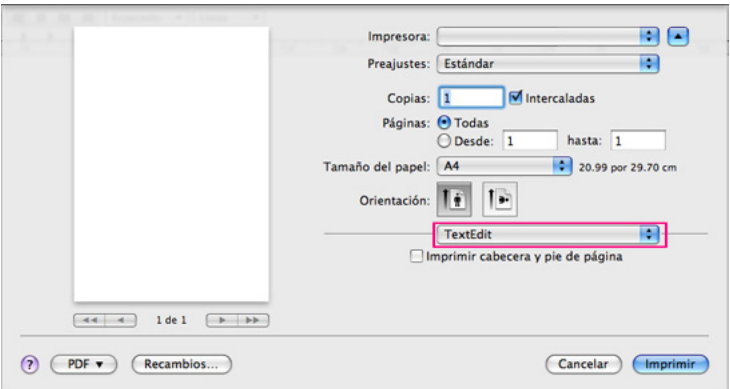 Impresora:
Preajustes: Estándar
Copias: 1 Intercaladas
Páginas: Todas
Desde: 1 hasta: 1
Tamaño del papel: A4 20.99 por 29.70 cm
Orientación:
TextEdit
Imprimir cabecera y pie de página
1 de 1
? PDF Recambios... Cancelar Imprimir